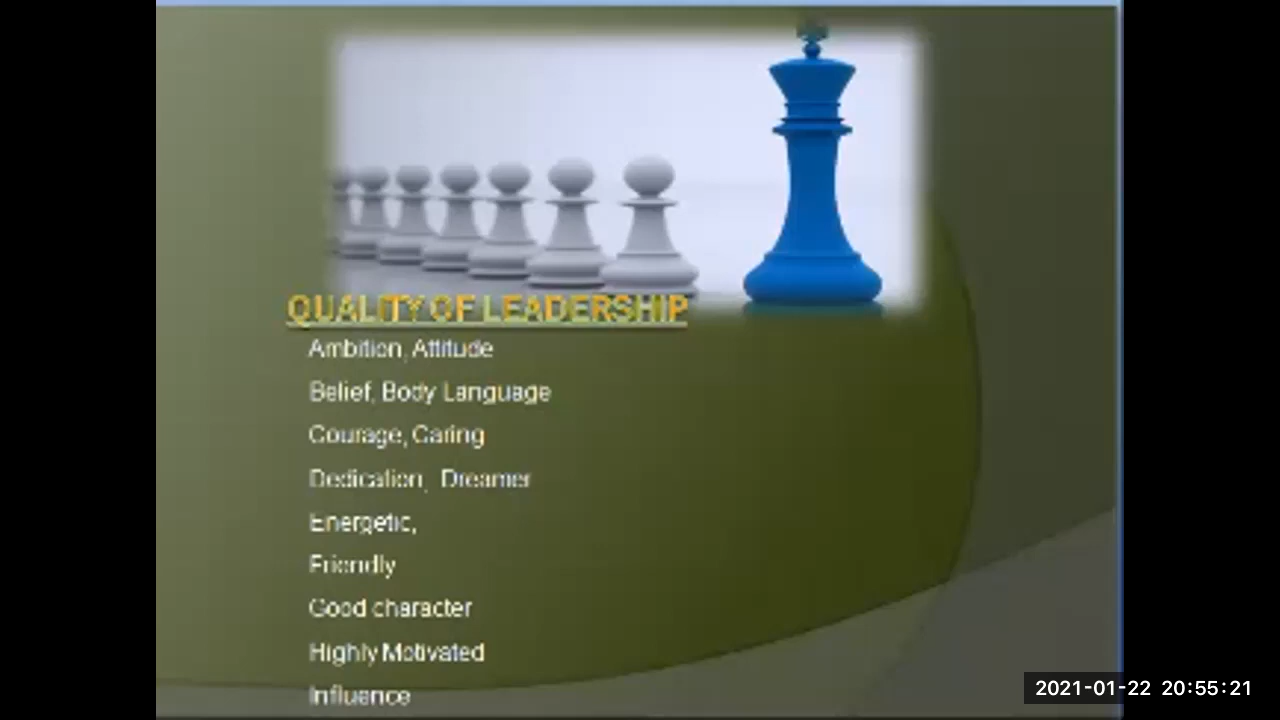 QUALITY OF LEADERSHIP
Ambition, Attitude
Belief, Body Language
Courage, Caring
Dedication, Dreamer
Energetic,
Friendly
Good character
Highly Motivated
Influence
2021-01-22 20:55:21